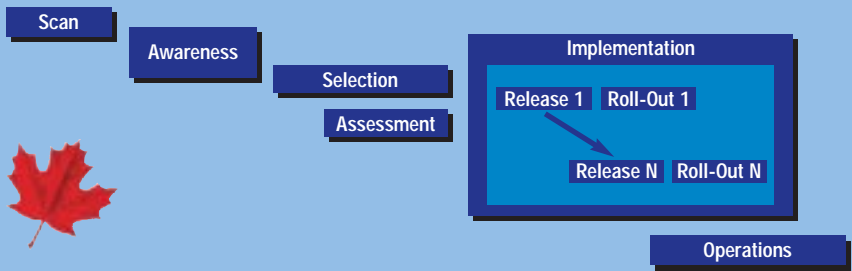 Scan
Awareness
Implementation
Selection
Release 1 Roll-Out 1
Assessment
Release N Roll-Out N
Operations